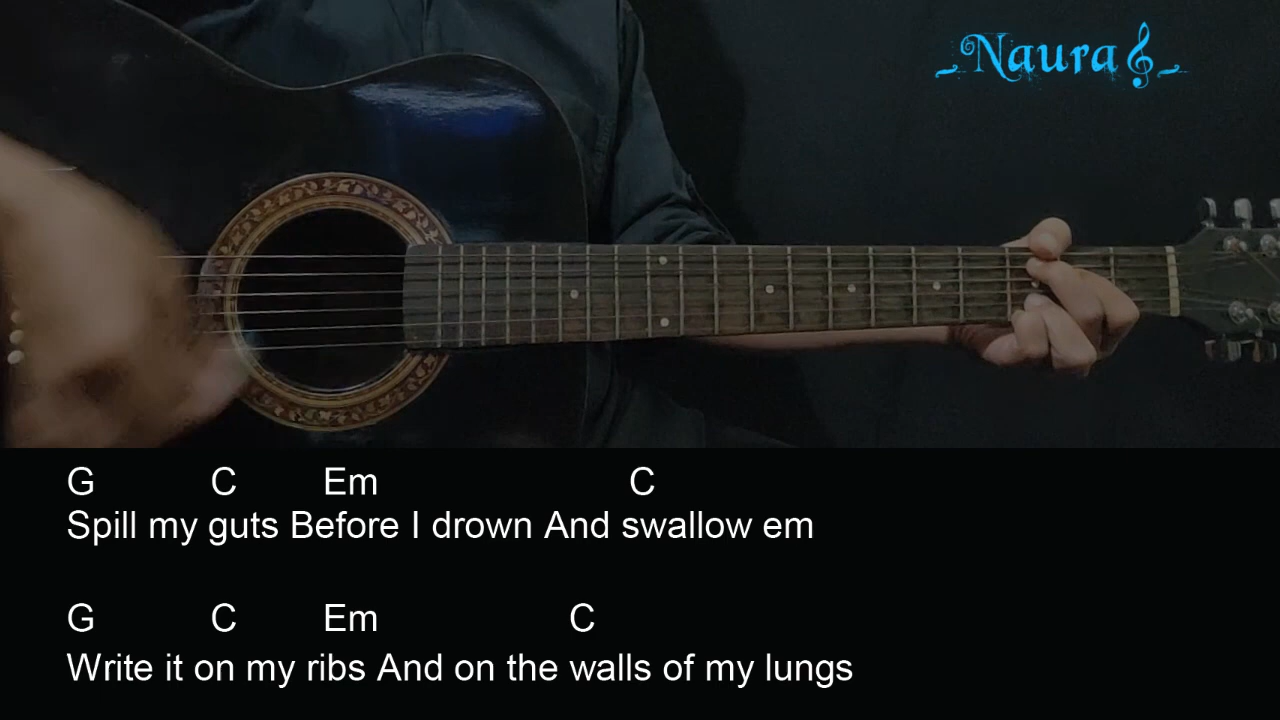 Naura
G C Em C
Spill my guts Before I drown And swallow em
G C Em C
Write it on my ribs And on the walls of my lungs